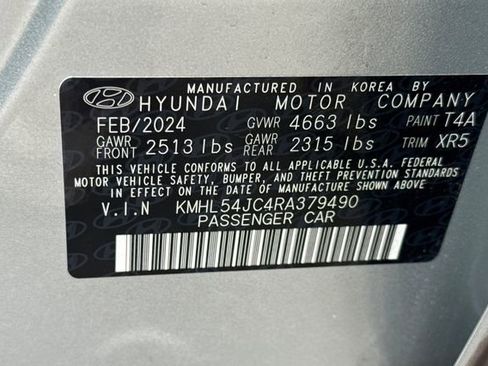 MANUFACTURED IN KOREA BY
HYUNDAI MOTOR COMPANY
FEB/2024 GVWR 4663 lbs PAINT T4A
GAWR FRONT 2513 lbs GAWR REAR 2315 lbs TRIM XR5
THIS VEHICLE CONFORMS TO ALL APPLICABLE U.S.A. FEDERAL
MOTOR VEHICLE SAFETY, BUMPER, AND THEFT PREVENTION STANDARDS
IN EFFECT ON THE DATE OF MANUFACTURE SHOWN ABOVE.
V.I.N KMHL54JC4RA379490
PASSENGER CAR